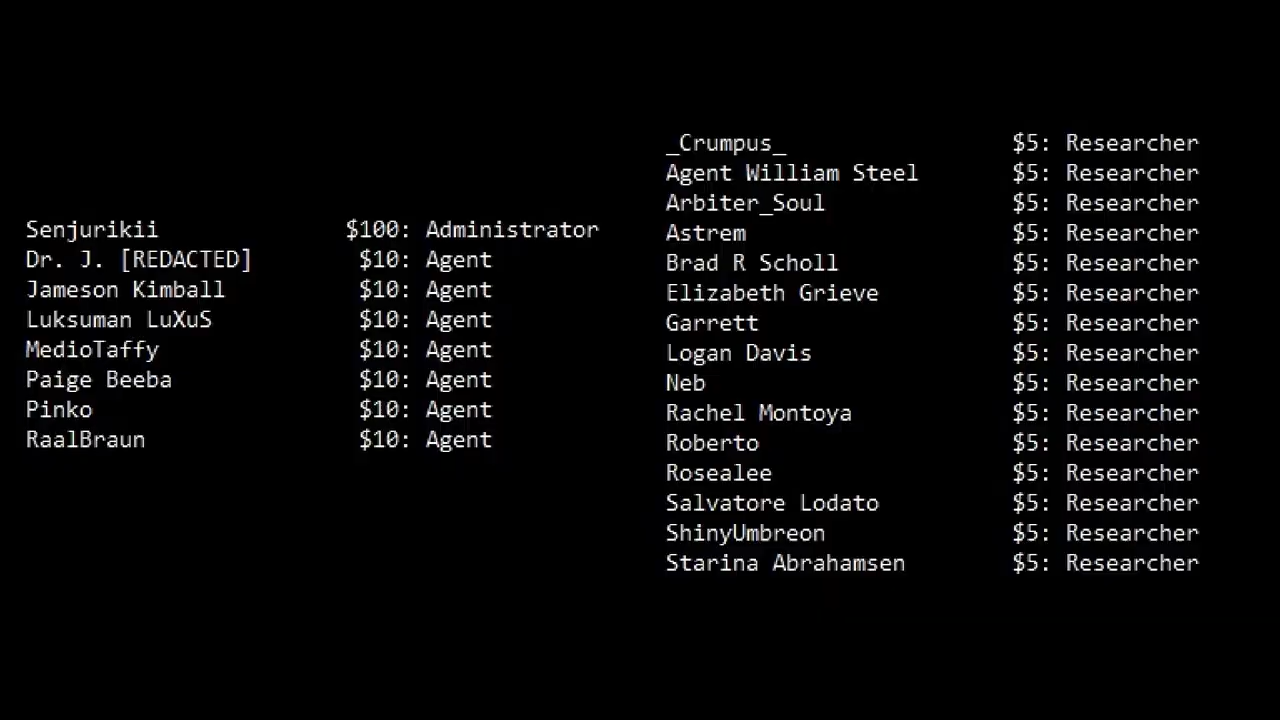 Senjurikii $100: Administrator
Dr. J. [REDACTED] $10: Agent
Jameson Kimball $10: Agent
Luksuman LuXuS $10: Agent
MedioTaffy $10: Agent
Paige Beeba $10: Agent
Pinko $10: Agent
RaalBraun $10: Agent
_Crumpus_ $5: Researcher
Agent William Steel $5: Researcher
Arbiter_Soul $5: Researcher
Astrem $5: Researcher
Brad R Scholl $5: Researcher
Elizabeth Grieve $5: Researcher
Garrett $5: Researcher
Logan Davis $5: Researcher
Neb $5: Researcher
Rachel Montoya $5: Researcher
Roberto $5: Researcher
Rosealee $5: Researcher
Salvatore Lodato $5: Researcher
ShinyUmbreon $5: Researcher
Starina Abrahamsen $5: Researcher